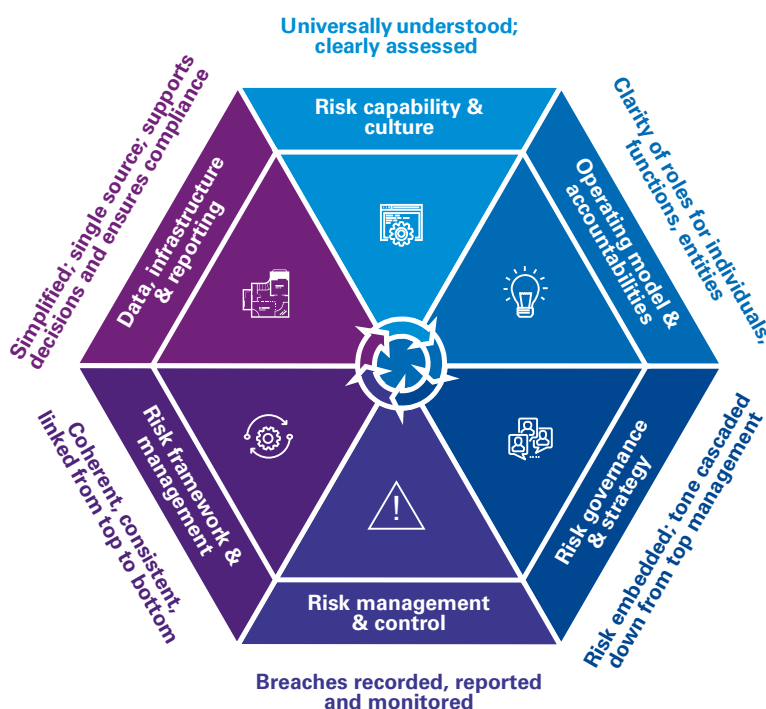 Universally understood;
clearly assessed
Risk capability &
culture
Clarity of roles for individuals,
functions, entities
Operating model &
accountabilities
Risk embedded; tone cascaded
down from top management
Risk governance
& strategy
Risk management
& control
Breaches recorded, reported
and monitored
Risk framework &
management
Coherent, consistent,
linked from top to bottom
Simplified; single source; supports
decisions and ensures compliance
Data, infrastructure
& reporting
!